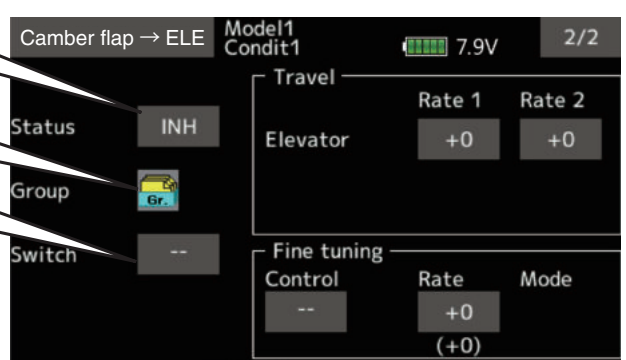 Camber flap → ELE
Model1
Condit1
7.9V
2/2
Travel
Rate 1
Rate 2
Status
INH
Elevator
+0
+0
Group
Gr.
Switch
--
Fine tuning
Control
Rate
Mode
--
+0
(+0)